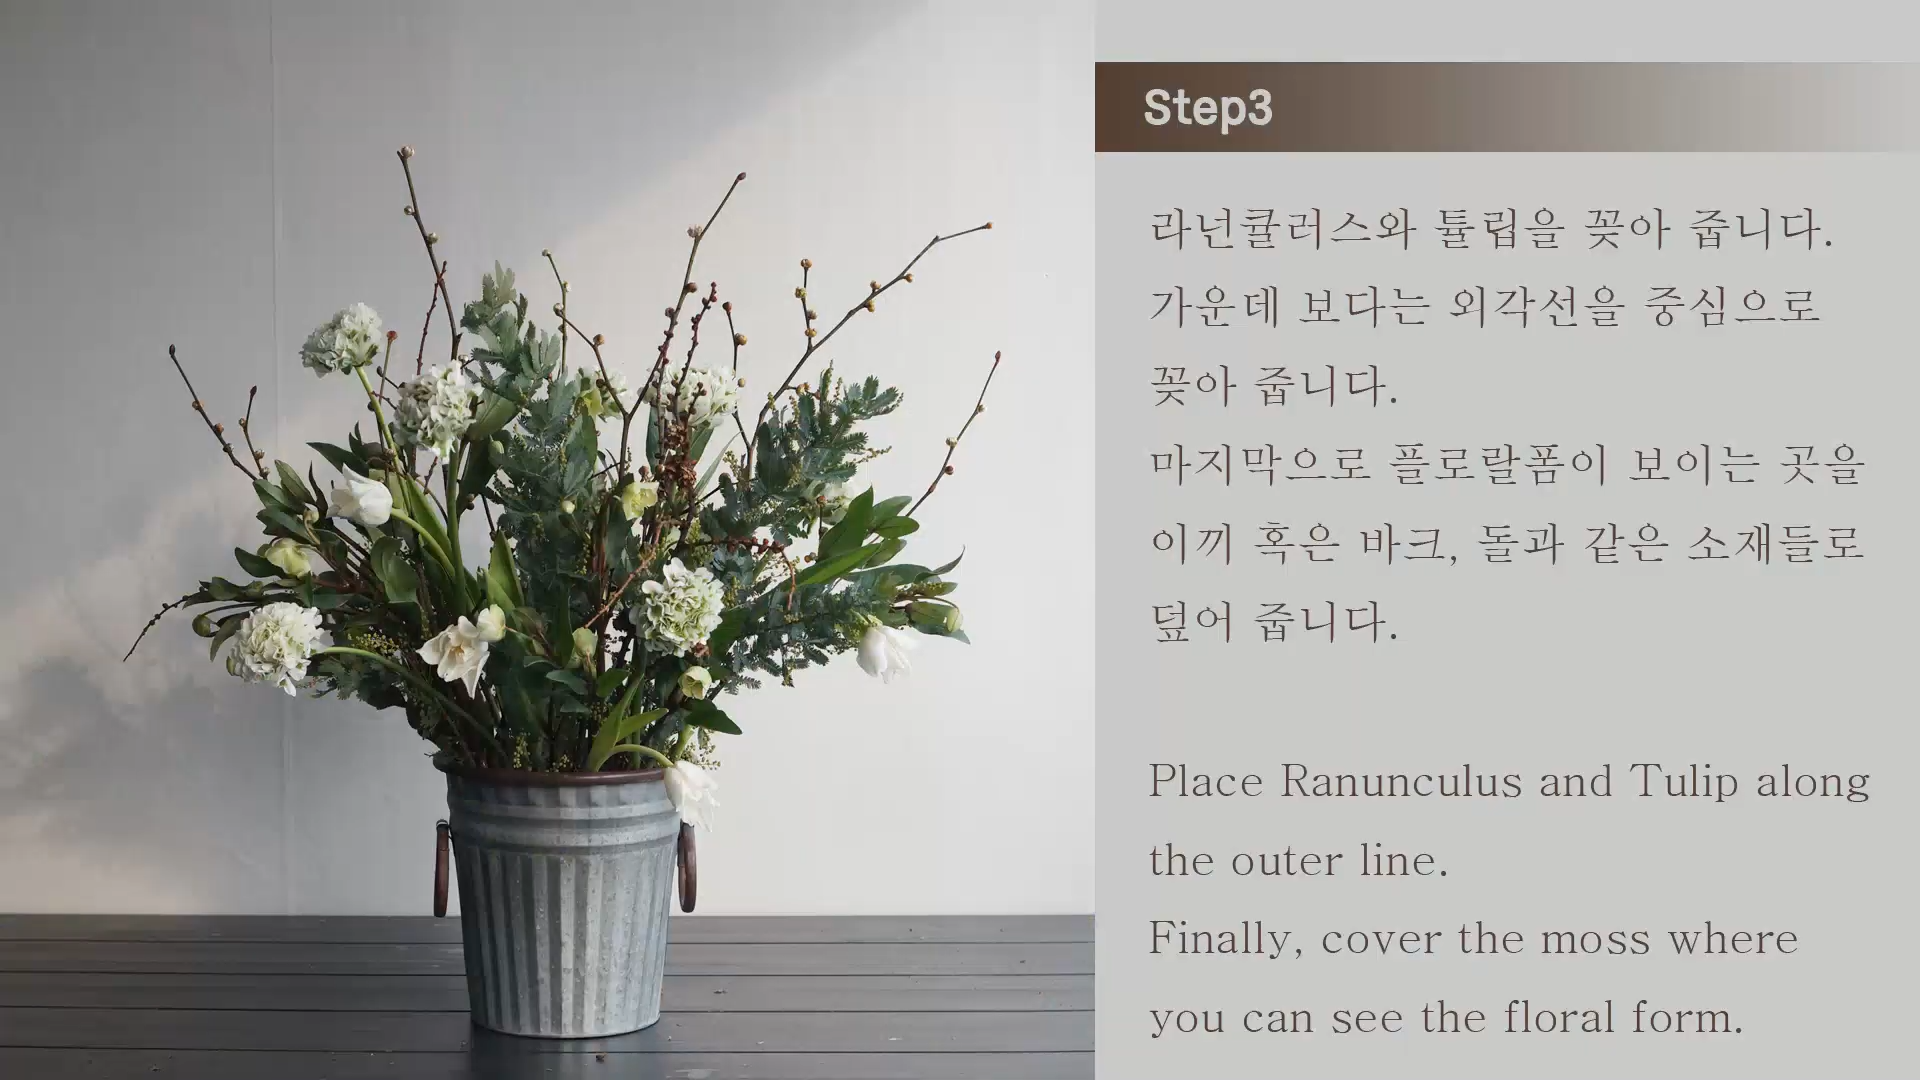 Step3
라넌큘러스와 튤립을 꽂아 줍니다.
가운데 보다는 외각선을 중심으로
꽂아 줍니다.
마지막으로 플로랄폼이 보이는 곳을
이끼 혹은 바크, 돌과 같은 소재들로
덮어 줍니다.
Place Ranunculus and Tulip along
the outer line.
Finally, cover the moss where
you can see the floral form.